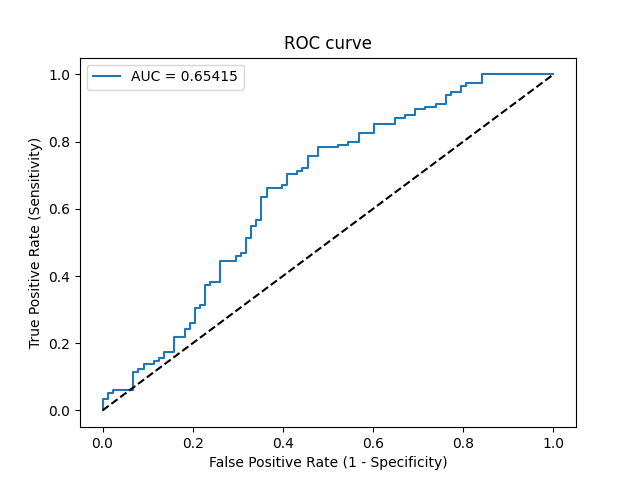 ROC curve
AUC = 0.65415
1.0
0.8
0.6
0.4
0.2
0.0
True Positive Rate (Sensitivity)
0.0 0.2 0.4 0.6 0.8 1.0
False Positive Rate (1 - Specificity)